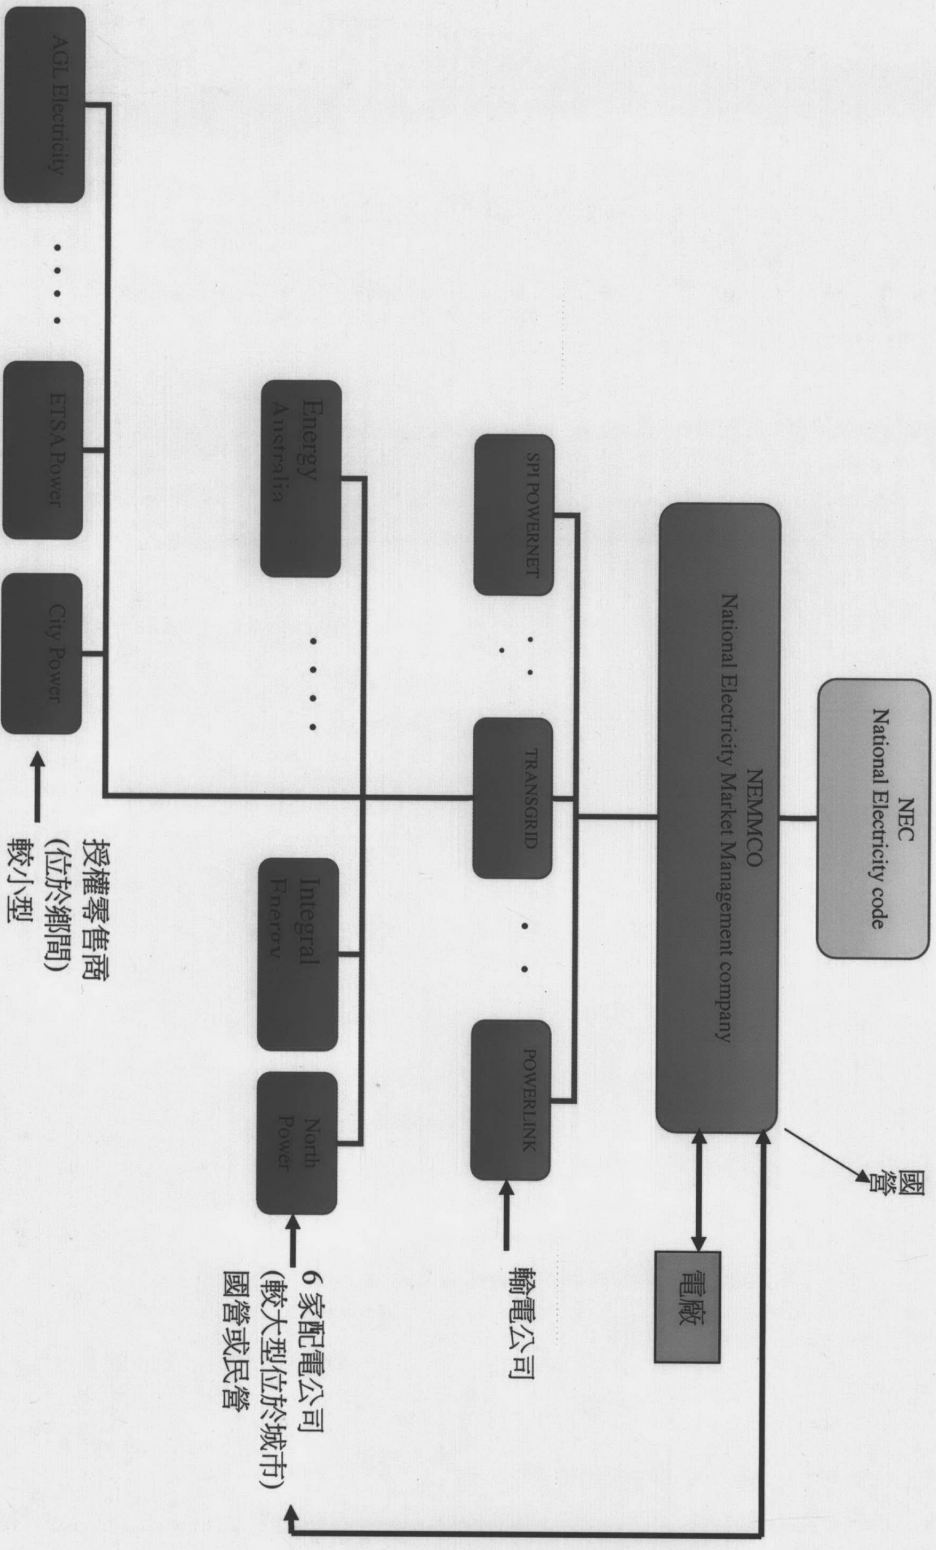 NEC
National Electricity code
NEMMCO
National Electricity Market Management company
國營
電廠
SPI POWERNET
TRANSGRID
POWERLINK
輸電公司
Energy
Australia
Integral
Energy
North
Power
6 家配電公司
(較大型位於城市)
國營或民營
AGL Electricity
ETSA Power
City Power
授權零售商
(位於鄉間)
較小型